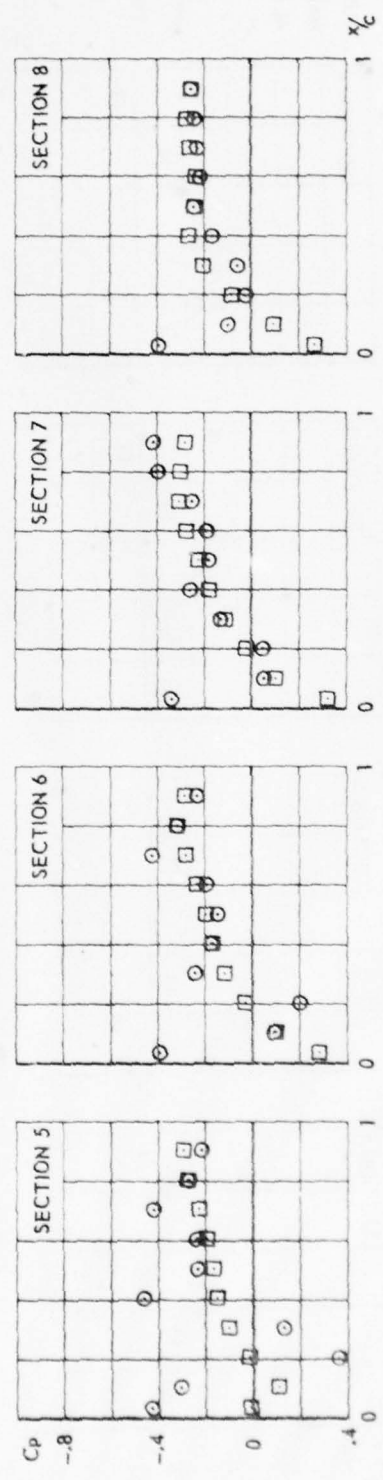 SECTION 5
SECTION 6
SECTION 7
SECTION 8
Cp
-.8
-.4
0
.4
0 1
0 1
0 1
0 1
x/c